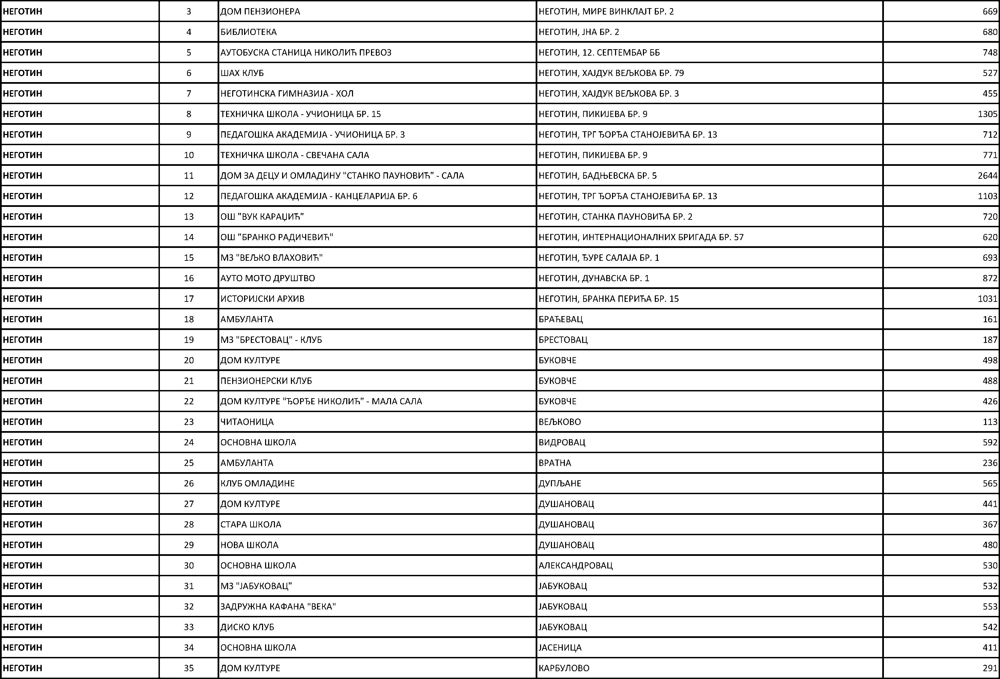 НЕГОТИН 3 ДОМ ПЕНЗИОНЕРА НЕГОТИН, МИРЕ ВИНКЛАЈТ БР. 2 669
НЕГОТИН 4 БИБЛИОТЕКА НЕГОТИН, ЈНА БР. 2 680
НЕГОТИН 5 АУТОБУСКА СТАНИЦА НИКОЛИЋ ПРЕВОЗ НЕГОТИН, 12. СЕПТЕМБАР ББ 748
НЕГОТИН 6 ШАХ КЛУБ НЕГОТИН, ХАЈДУК ВЕЉКОВА БР. 79 527
НЕГОТИН 7 НЕГОТИНСКА ГИМНАЗИЈА - ХОЛ НЕГОТИН, ХАЈДУК ВЕЉКОВА БР. 3 455
НЕГОТИН 8 ТЕХНИЧКА ШКОЛА - УЧИОНИЦА БР. 15 НЕГОТИН, ПИКИЈЕВА БР. 9 1305
НЕГОТИН 9 ПЕДАГОШКА АКАДЕМИЈА - УЧИОНИЦА БР. 3 НЕГОТИН, ТРГ ЂОРЂА СТАНОЈЕВИЋА БР. 13 712
НЕГОТИН 10 ТЕХНИЧКА ШКОЛА - СВЕЧАНА САЛА НЕГОТИН, ПИКИЈЕВА БР. 9 771
НЕГОТИН 11 ДОМ ЗА ДЕЦУ И ОМЛАДИНУ "СТАНКО ПАУНОВИЋ" - САЛА НЕГОТИН, БАДЊЕВСКА БР. 5 2644
НЕГОТИН 12 ПЕДАГОШКА АКАДЕМИЈА - КАНЦЕЛАРИЈА БР. 6 НЕГОТИН, ТРГ ЂОРЂА СТАНОЈЕВИЋА БР. 13 1103
НЕГОТИН 13 ОШ "ВУК КАРАЏИЋ" НЕГОТИН, СТАНКА ПАУНОВИЋА БР. 2 720
НЕГОТИН 14 ОШ "БРАНКО РАДИЧЕВИЋ" НЕГОТИН, ИНТЕРНАЦИОНАЛНИХ БРИГАДА БР. 57 620
НЕГОТИН 15 МЗ "ВЕЉКО ВЛАХОВИЋ" НЕГОТИН, ЂУРЕ САЛАЈА БР. 1 693
НЕГОТИН 16 АУТО МОТО ДРУШТВО НЕГОТИН, ДУНАВСКА БР. 1 872
НЕГОТИН 17 ИСТОРИЈСКИ АРХИВ НЕГОТИН, БРАНКА ПЕРИЋА БР. 15 1031
НЕГОТИН 18 АМБУЛАНТА БРАЋЕВАЦ 161
НЕГОТИН 19 МЗ "БРЕСТОВАЦ" - КЛУБ БРЕСТОВАЦ 187
НЕГОТИН 20 ДОМ КУЛТУРЕ БУКОВЧЕ 498
НЕГОТИН 21 ПЕНЗИОНЕРСКИ КЛУБ БУКОВЧЕ 488
НЕГОТИН 22 ДОМ КУЛТУРЕ "ЂОРЂЕ НИКОЛИЋ" - МАЛА САЛА БУКОВЧЕ 426
НЕГОТИН 23 ЧИТАОНИЦА ВЕЉКОВО 113
НЕГОТИН 24 ОСНОВНА ШКОЛА ВИДРОВАЦ 592
НЕГОТИН 25 АМБУЛАНТА ВРАТНА 236
НЕГОТИН 26 КЛУБ ОМЛАДИНЕ ДУПЉАНЕ 565
НЕГОТИН 27 ДОМ КУЛТУРЕ ДУШАНОВАЦ 441
НЕГОТИН 28 СТАРА ШКОЛА ДУШАНОВАЦ 367
НЕГОТИН 29 НОВА ШКОЛА ДУШАНОВАЦ 480
НЕГОТИН 30 ОСНОВНА ШКОЛА АЛЕКСАНДРОВАЦ 530
НЕГОТИН 31 МЗ "ЈАБУКОВАЦ" ЈАБУКОВАЦ 532
НЕГОТИН 32 ЗАДРУЖНА КАФАНА "ВЕКА" ЈАБУКОВАЦ 553
НЕГОТИН 33 ДИСКО КЛУБ ЈАБУКОВАЦ 542
НЕГОТИН 34 ОСНОВНА ШКОЛА ЈАСЕНИЦА 411
НЕГОТИН 35 ДОМ КУЛТУРЕ КАРБУЛОВО 291